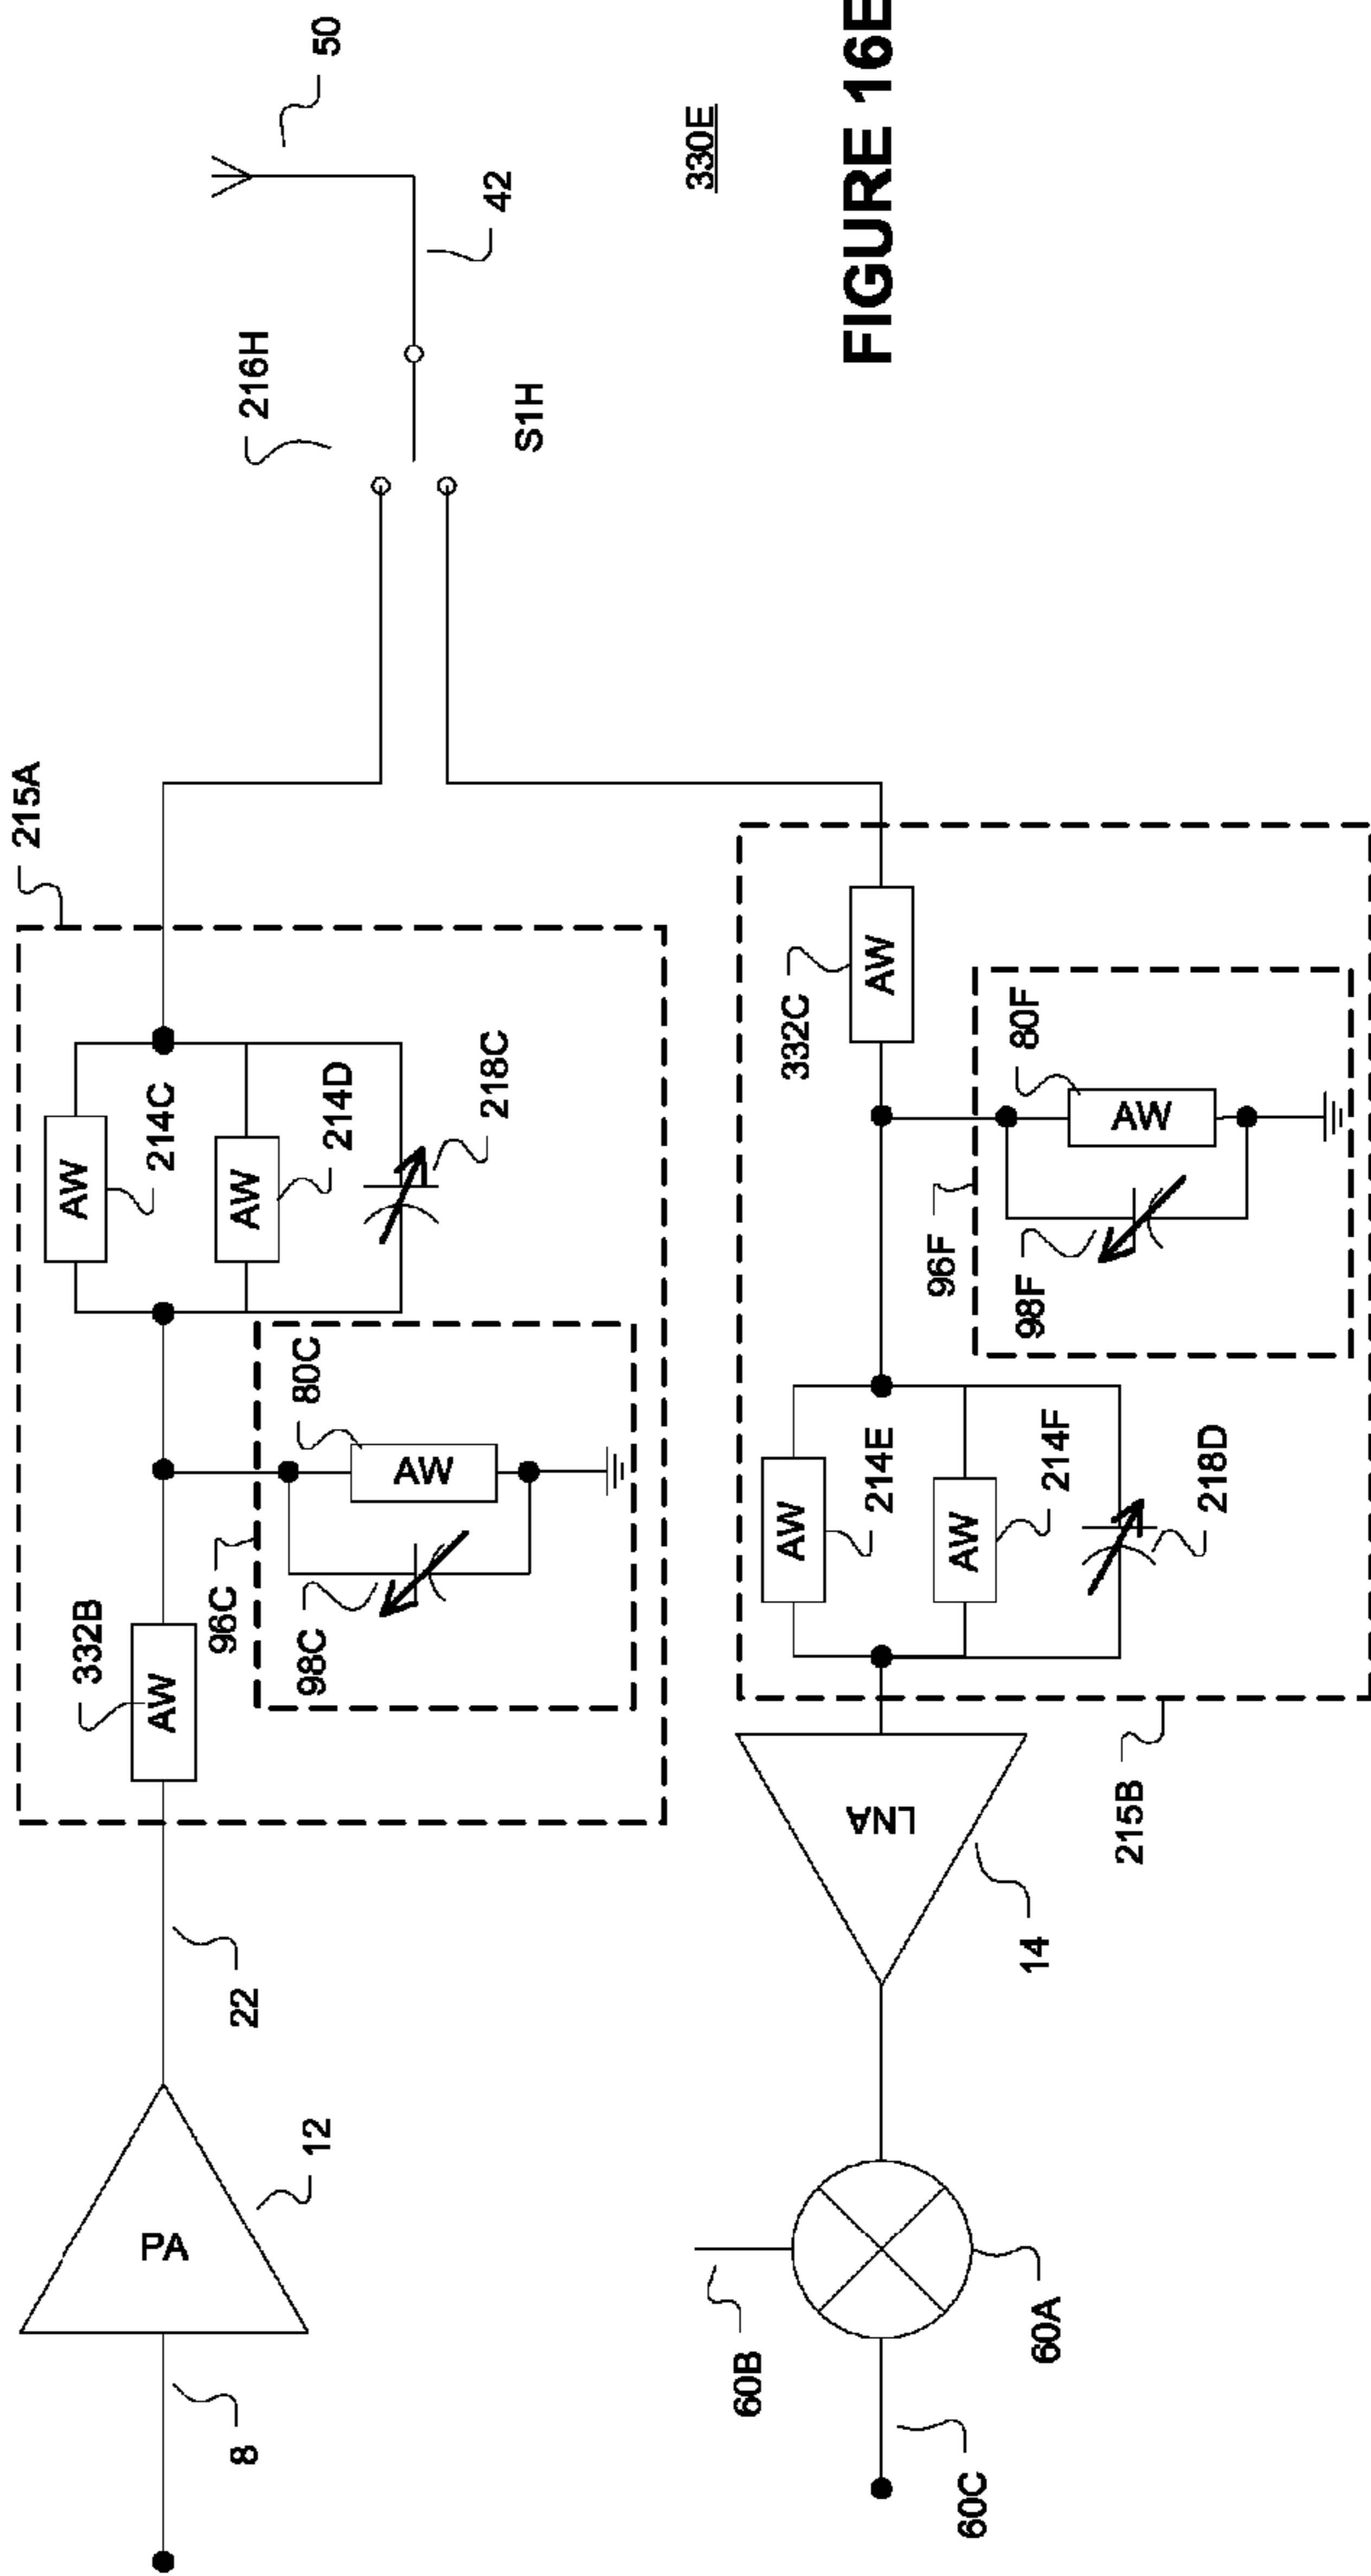 8
PA
12
22
332B
AW
215A
96C
98C
80C
AW
AW
214C
AW
214D
218C
216H
S1H
42
50
60C
60B
60A
LNA
14
215B
AW
214E
AW
214F
218D
332C
AW
96F
98F
80F
AW
330E
FIGURE 16E